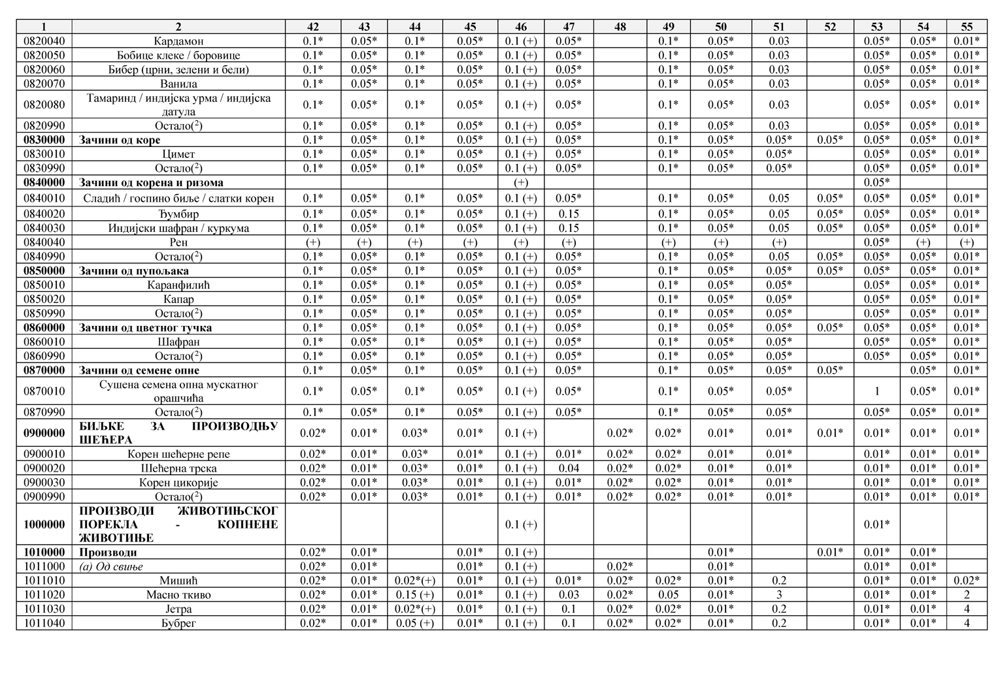 1 2 42 43 44 45 46 47 48 49 50 51 52 53 54 55
0820040 Кардамон 0.1* 0.05* 0.1* 0.05* 0.1 (+) 0.05* 0.1* 0.05* 0.03 0.05* 0.05* 0.01*
0820050 Бобице клеке / боровице 0.1* 0.05* 0.1* 0.05* 0.1 (+) 0.05* 0.1* 0.05* 0.03 0.05* 0.05* 0.01*
0820060 Бибер (црни, зелени и бели) 0.1* 0.05* 0.1* 0.05* 0.1 (+) 0.05* 0.1* 0.05* 0.03 0.05* 0.05* 0.01*
0820070 Ванила 0.1* 0.05* 0.1* 0.05* 0.1 (+) 0.05* 0.1* 0.05* 0.03 0.05* 0.05* 0.01*
0820080 Тамаринд / индијска урма / индијска
датула 0.1* 0.05* 0.1* 0.05* 0.1 (+) 0.05* 0.1* 0.05* 0.03 0.05* 0.05* 0.01*
0820990 Остало(2) 0.1* 0.05* 0.1* 0.05* 0.1 (+) 0.05* 0.1* 0.05* 0.03 0.05* 0.05* 0.01*
0830000 Зачини од коре 0.1* 0.05* 0.1* 0.05* 0.1 (+) 0.05* 0.1* 0.05* 0.05* 0.05* 0.05* 0.05* 0.01*
0830010 Цимет 0.1* 0.05* 0.1* 0.05* 0.1 (+) 0.05* 0.1* 0.05* 0.05* 0.05* 0.05* 0.01*
0830990 Остало(2) 0.1* 0.05* 0.1* 0.05* 0.1 (+) 0.05* 0.1* 0.05* 0.05* 0.05* 0.05* 0.01*
0840000 Зачини од корена и ризома (+) 0.05*
0840010 Сладић / госпино биље / слатки корен 0.1* 0.05* 0.1* 0.05* 0.1 (+) 0.05* 0.1* 0.05* 0.05 0.05* 0.05* 0.05* 0.01*
0840020 Ђумбир 0.1* 0.05* 0.1* 0.05* 0.1 (+) 0.15 0.1* 0.05* 0.05 0.05* 0.05* 0.05* 0.01*
0840030 Индијски шафран / куркума 0.1* 0.05* 0.1* 0.05* 0.1 (+) 0.15 0.1* 0.05* 0.05 0.05* 0.05* 0.05* 0.01*
0840040 Рен (+) (+) (+) (+) (+) (+) (+) (+) (+) 0.05* (+) (+)
0840990 Остало(2) 0.1* 0.05* 0.1* 0.05* 0.1 (+) 0.05* 0.1* 0.05* 0.05 0.05* 0.05* 0.05* 0.01*
0850000 Зачини од пупољака 0.1* 0.05* 0.1* 0.05* 0.1 (+) 0.05* 0.1* 0.05* 0.05* 0.05* 0.05* 0.05* 0.01*
0850010 Каранфилић 0.1* 0.05* 0.1* 0.05* 0.1 (+) 0.05* 0.1* 0.05* 0.05* 0.05* 0.05* 0.01*
0850020 Капар 0.1* 0.05* 0.1* 0.05* 0.1 (+) 0.05* 0.1* 0.05* 0.05* 0.05* 0.05* 0.01*
0850990 Остало(2) 0.1* 0.05* 0.1* 0.05* 0.1 (+) 0.05* 0.1* 0.05* 0.05* 0.05* 0.05* 0.01*
0860000 Зачини од цветног тучка 0.1* 0.05* 0.1* 0.05* 0.1 (+) 0.05* 0.1* 0.05* 0.05* 0.05* 0.05* 0.05* 0.01*
0860010 Шафран 0.1* 0.05* 0.1* 0.05* 0.1 (+) 0.05* 0.1* 0.05* 0.05* 0.05* 0.05* 0.01*
0860990 Остало(2) 0.1* 0.05* 0.1* 0.05* 0.1 (+) 0.05* 0.1* 0.05* 0.05* 0.05* 0.05* 0.01*
0870000 Зачини од семене опне 0.1* 0.05* 0.1* 0.05* 0.1 (+) 0.05* 0.1* 0.05* 0.05* 0.05* 0.05* 0.01*
0870010 Сушена семена опна мускатног
орашчића 0.1* 0.05* 0.1* 0.05* 0.1 (+) 0.05* 0.1* 0.05* 0.05* 1 0.05* 0.01*
0870990 Остало(2) 0.1* 0.05* 0.1* 0.05* 0.1 (+) 0.05* 0.1* 0.05* 0.05* 0.05* 0.05* 0.01*
0900000 БИЉКЕ ЗА ПРОИЗВОДЊУ
ШЕЋЕРА 0.02* 0.01* 0.03* 0.01* 0.1 (+) 0.02* 0.02* 0.01* 0.01* 0.01* 0.01* 0.01* 0.01*
0900010 Корен шећерне репе 0.02* 0.01* 0.03* 0.01* 0.1 (+) 0.01* 0.02* 0.02* 0.01* 0.01* 0.01* 0.01* 0.01*
0900020 Шећерна трска 0.02* 0.01* 0.03* 0.01* 0.1 (+) 0.04 0.02* 0.02* 0.01* 0.01* 0.01* 0.01* 0.01*
0900030 Корен цикорије 0.02* 0.01* 0.03* 0.01* 0.1 (+) 0.01* 0.02* 0.02* 0.01* 0.01* 0.01* 0.01* 0.01*
0900990 Остало(2) 0.02* 0.01* 0.03* 0.01* 0.1 (+) 0.01* 0.02* 0.02* 0.01* 0.01* 0.01* 0.01* 0.01*
1000000 ПРОИЗВОДИ ЖИВОТИЊСКОГ
ПОРЕКЛА - КОПНЕНЕ
ЖИВОТИЊЕ 0.1 (+) 0.01*
1010000 Производи 0.02* 0.01* 0.01* 0.1 (+) 0.01* 0.01* 0.01* 0.01*
1011000 (а) Од свиње 0.02* 0.01* 0.01* 0.1 (+) 0.02* 0.01* 0.01* 0.01*
1011010 Мишић 0.02* 0.01* 0.02*(+) 0.01* 0.1 (+) 0.01* 0.02* 0.02* 0.01* 0.2 0.01* 0.01* 0.02*
1011020 Масно ткиво 0.02* 0.01* 0.15 (+) 0.01* 0.1 (+) 0.03 0.02* 0.05 0.01* 3 0.01* 0.01* 2
1011030 Јетра 0.02* 0.01* 0.02*(+) 0.01* 0.1 (+) 0.1 0.02* 0.02* 0.01* 0.2 0.01* 0.01* 4
1011040 Бубрег 0.02* 0.01* 0.05 (+) 0.01* 0.1 (+) 0.1 0.02* 0.02* 0.01* 0.2 0.01* 0.01* 4